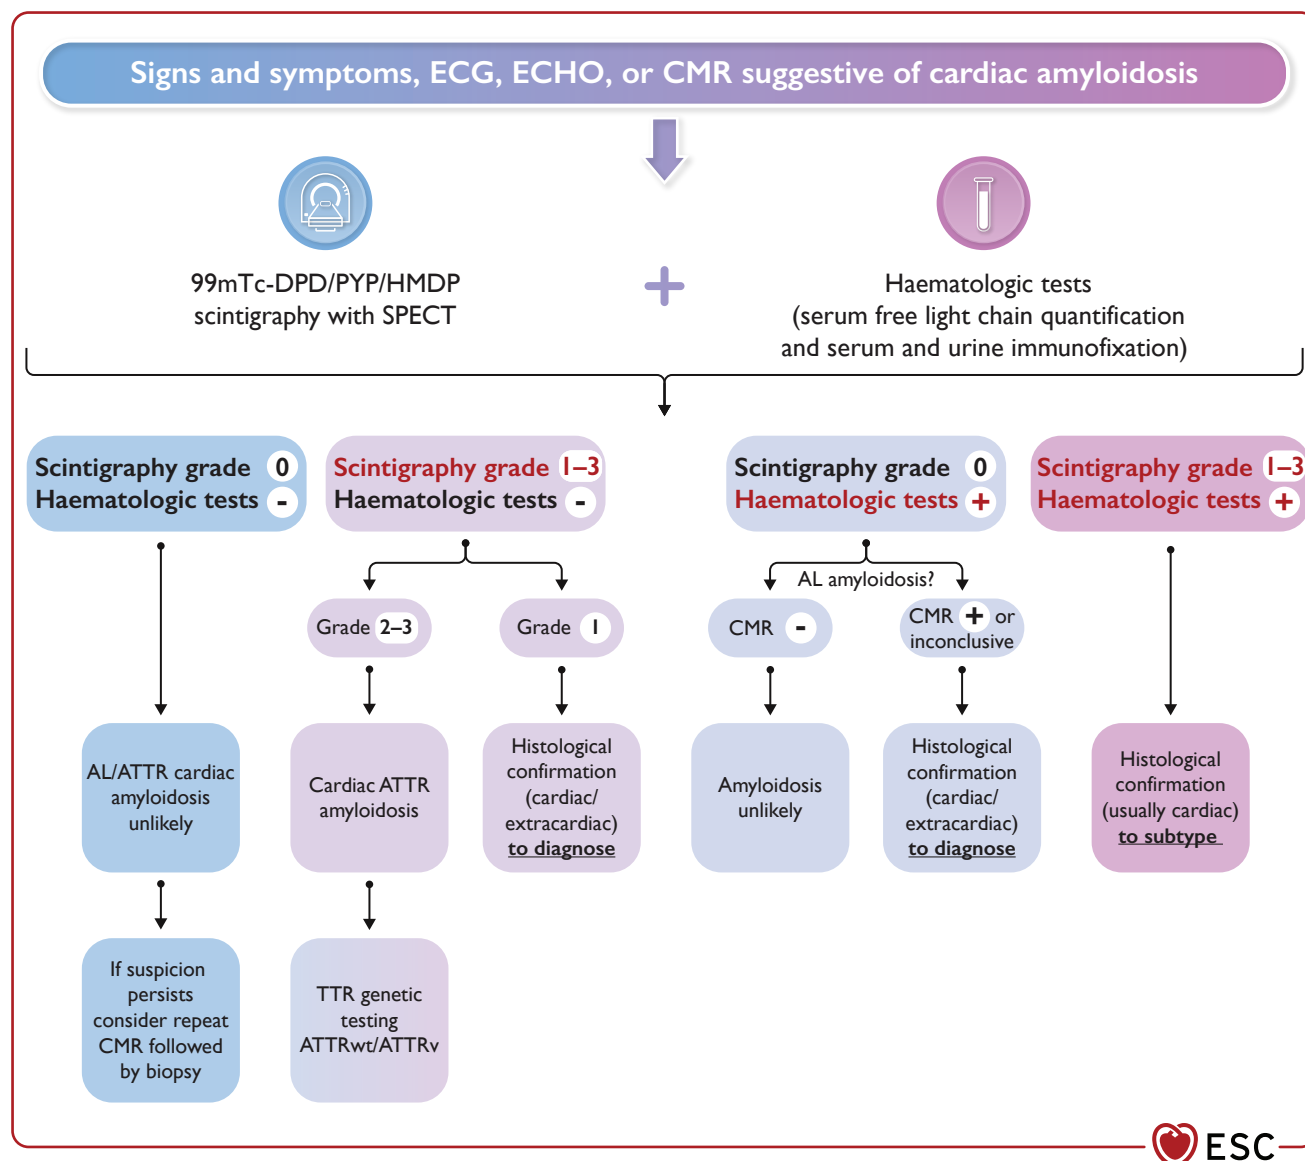 Signs and symptoms, ECG, ECHO, or CMR suggestive of cardiac amyloidosis
99mTc-DPD/PYP/HMDP
scintigraphy with SPECT
+
Haematologic tests
(serum free light chain quantification
and serum and urine immunofixation)
Scintigraphy grade 0
Haematologic tests -
Scintigraphy grade 1–3
Haematologic tests -
Scintigraphy grade 0
Haematologic tests +
Scintigraphy grade 1–3
Haematologic tests +
AL amyloidosis?
Grade 2–3
Grade 1
CMR -
CMR + or
inconclusive
AL/ATTR cardiac
amyloidosis
unlikely
Cardiac ATTR
amyloidosis
Histological
confirmation
(cardiac/
extracardiac)
to diagnose
Amyloidosis
unlikely
Histological
confirmation
(cardiac/
extracardiac)
to diagnose
Histological
confirmation
(usually cardiac)
to subtype
If suspicion
persists
consider repeat
CMR followed
by biopsy
TTR genetic
testing
ATTRwt/ATTRv
ESC